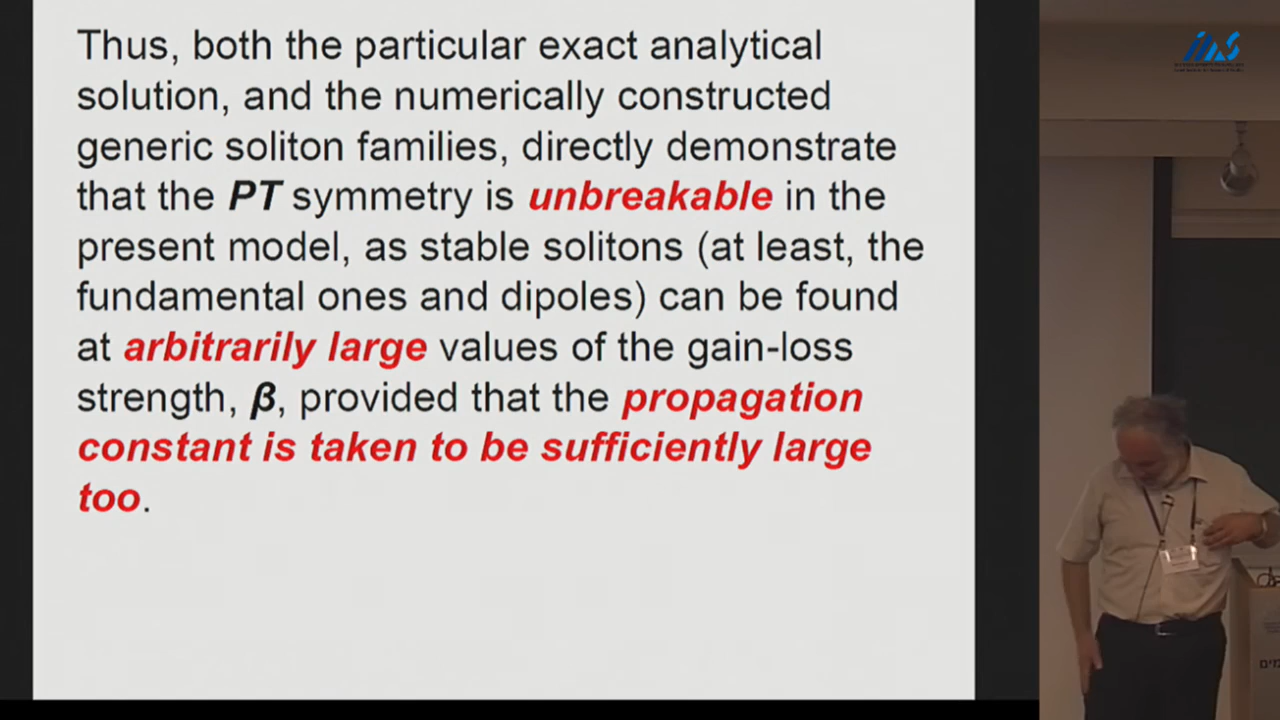 Thus, both the particular exact analytical
solution, and the numerically constructed
generic soliton families, directly demonstrate
that the PT symmetry is unbreakable in the
present model, as stable solitons (at least, the
fundamental ones and dipoles) can be found
at arbitrarily large values of the gain-loss
strength, β, provided that the propagation
constant is taken to be sufficiently large
too.